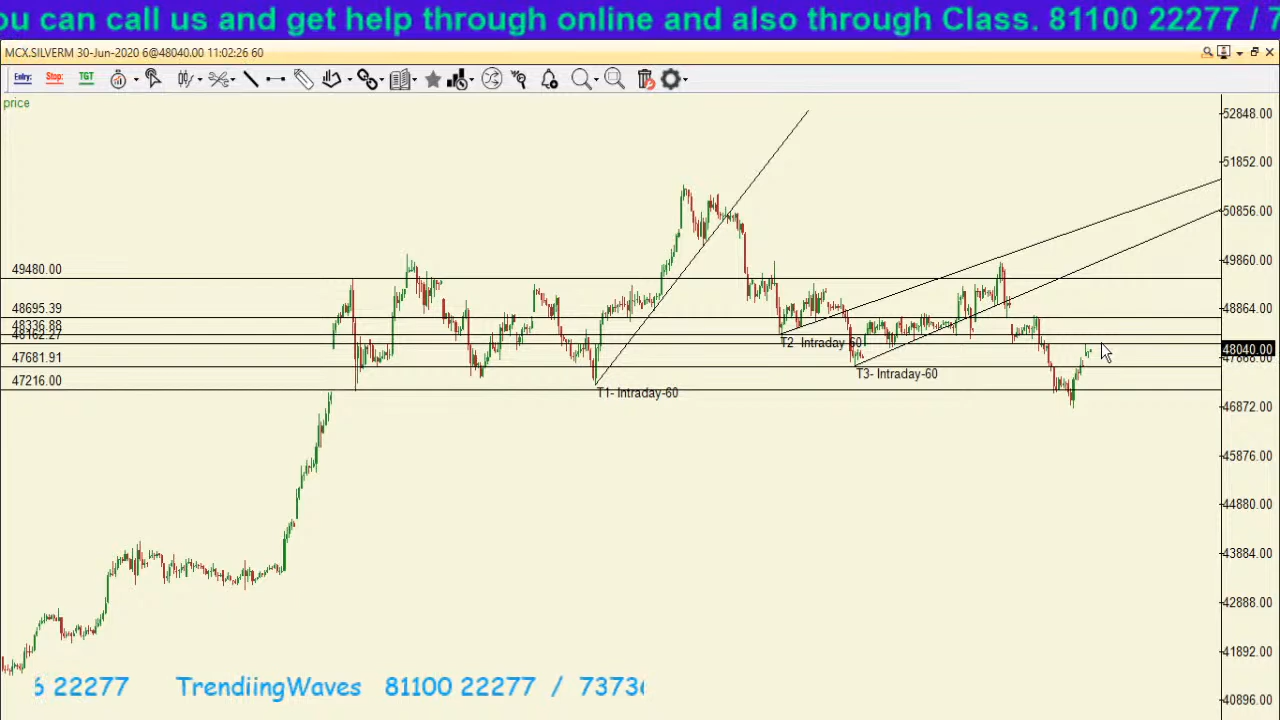 ou can call us and get help through online and also through Class. 81100 22277 / 7
MCX.SILVERM 30-Jun-2020 6@48040.00 11:02:26 60
Entry: Stop: TGT
price
52848.00
51852.00
50856.00
49860.00
49480.00
48695.39
48864.00
48336.88
48162.27
T2 Intraday-60
48040.00
47681.91
T3- Intraday-60
47216.00
T1- Intraday-60
46872.00
45876.00
44880.00
43884.00
42888.00
41892.00
6 22277 TrendiingWaves 81100 22277 / 7373
40896.00